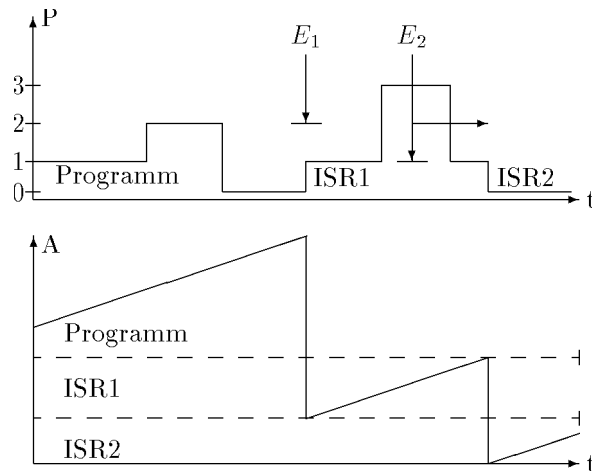 P
E₁ E₂
3
2
1
0
Programm ISR1 ISR2
t
A
Programm
ISR1
ISR2
t